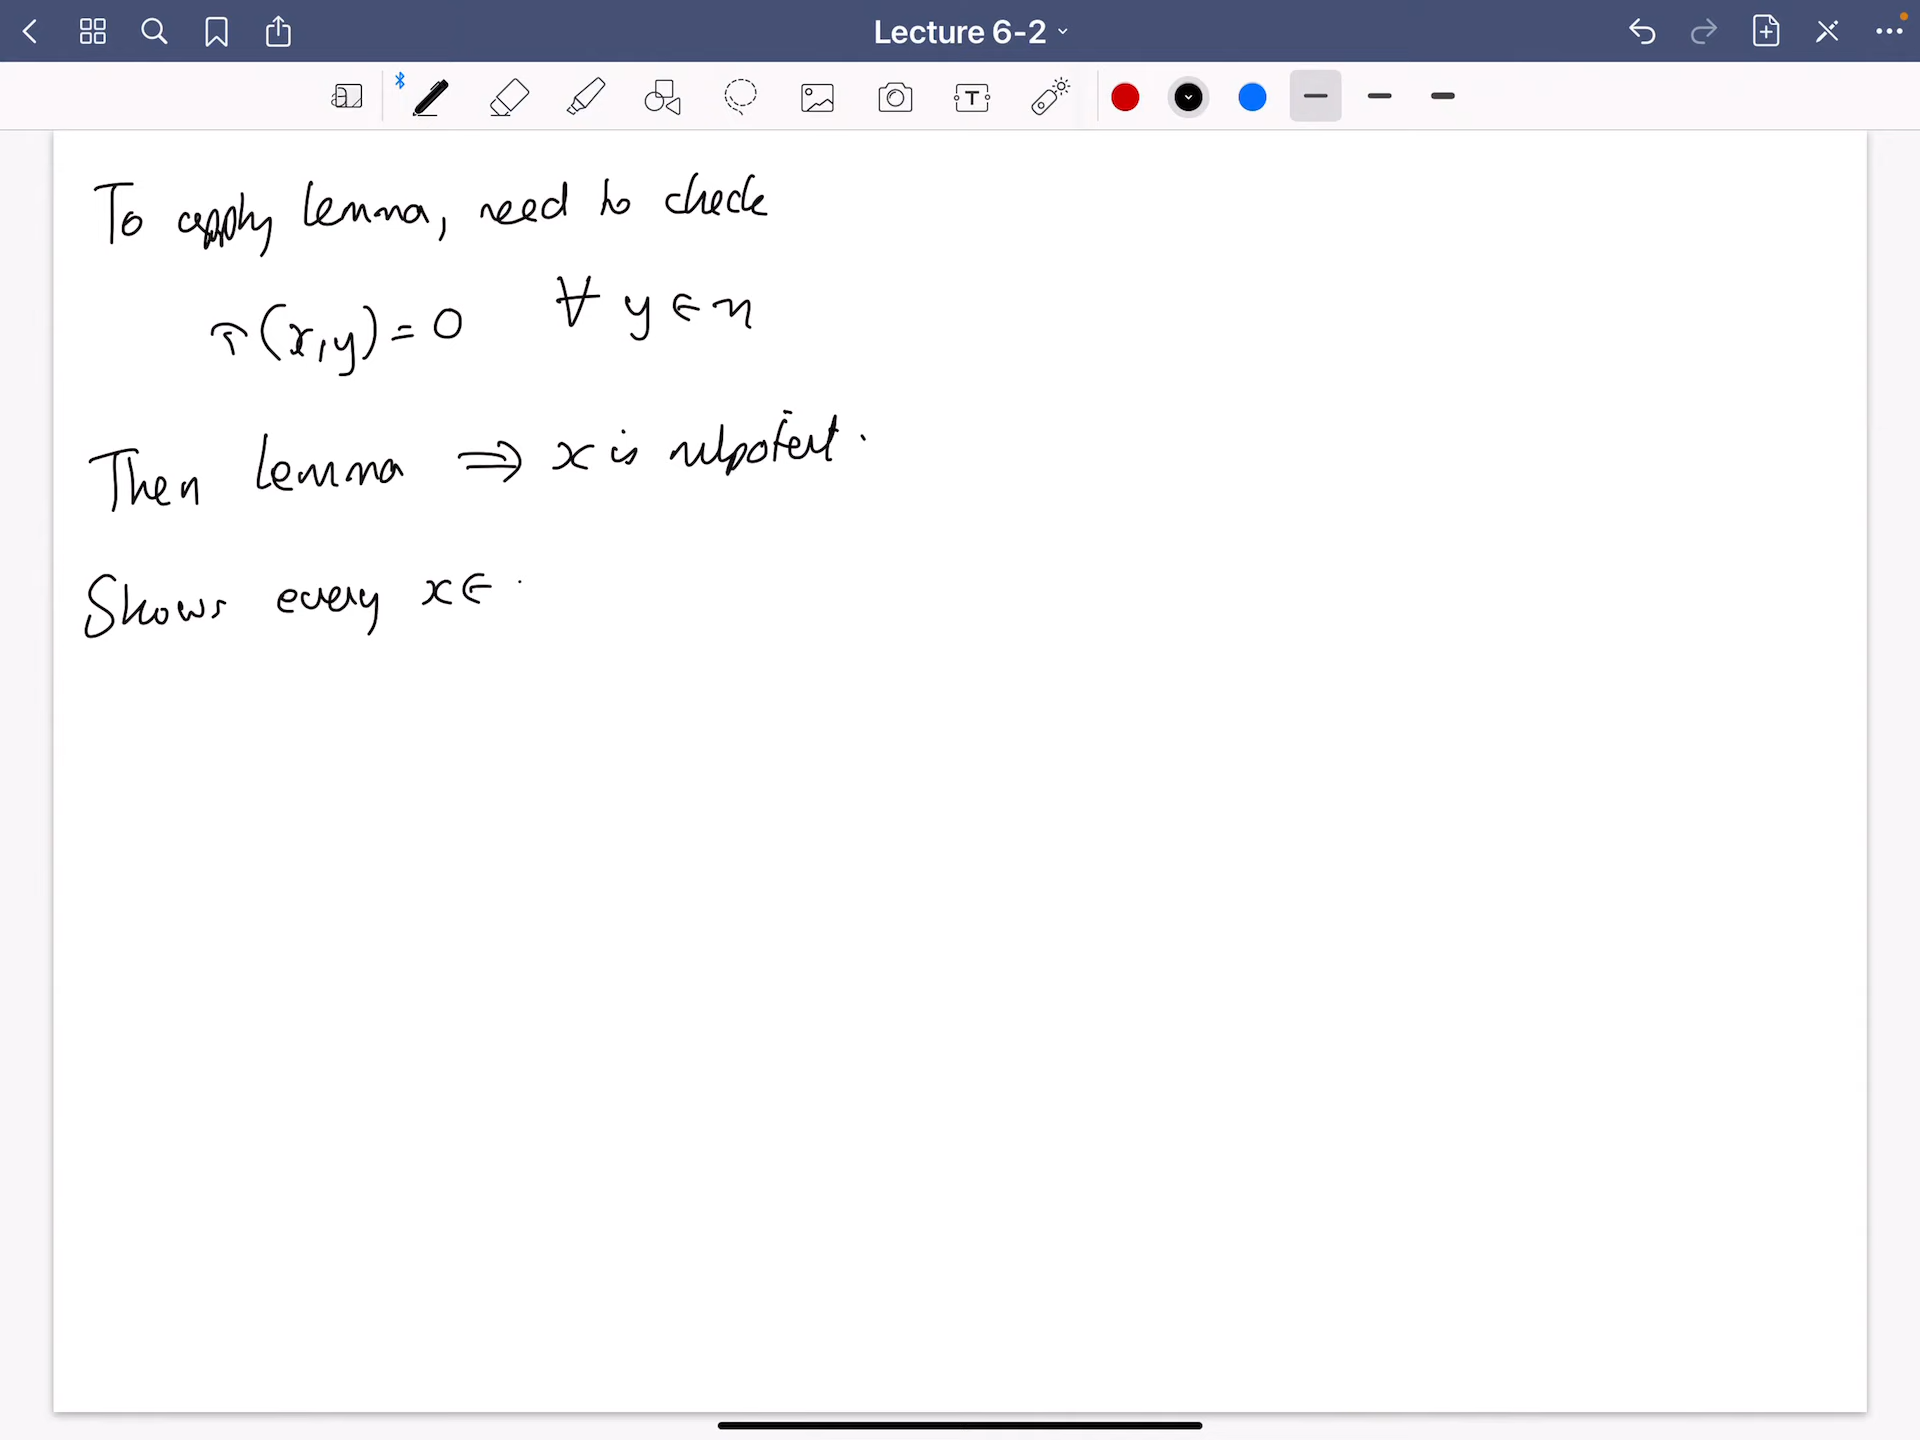 Lecture 6-2
To apply lemma, need to check
τ(x,y) = 0 ∀ y ∈ n
Then Lemma ⇒ x is nilpotent.
Shows every x ∈